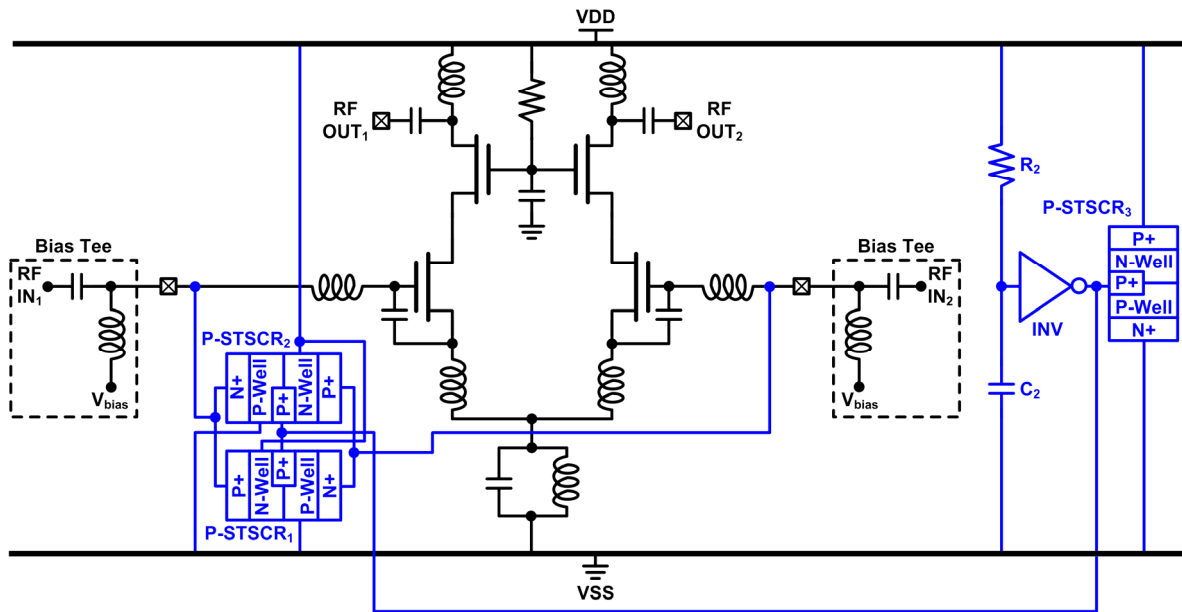 VDD
RF
OUT₁
RF
OUT₂
R₂
P-STSCR₃
P+
N-Well
P+
P-Well
N+
Bias Tee
RF
IN₁
Vbias
Bias Tee
RF
IN₂
Vbias
INV
C₂
P-STSCR₂
N+
P-Well
P+
N-Well
P+
P+
N-Well
P+
P-Well
N+
P-STSCR₁
VSS